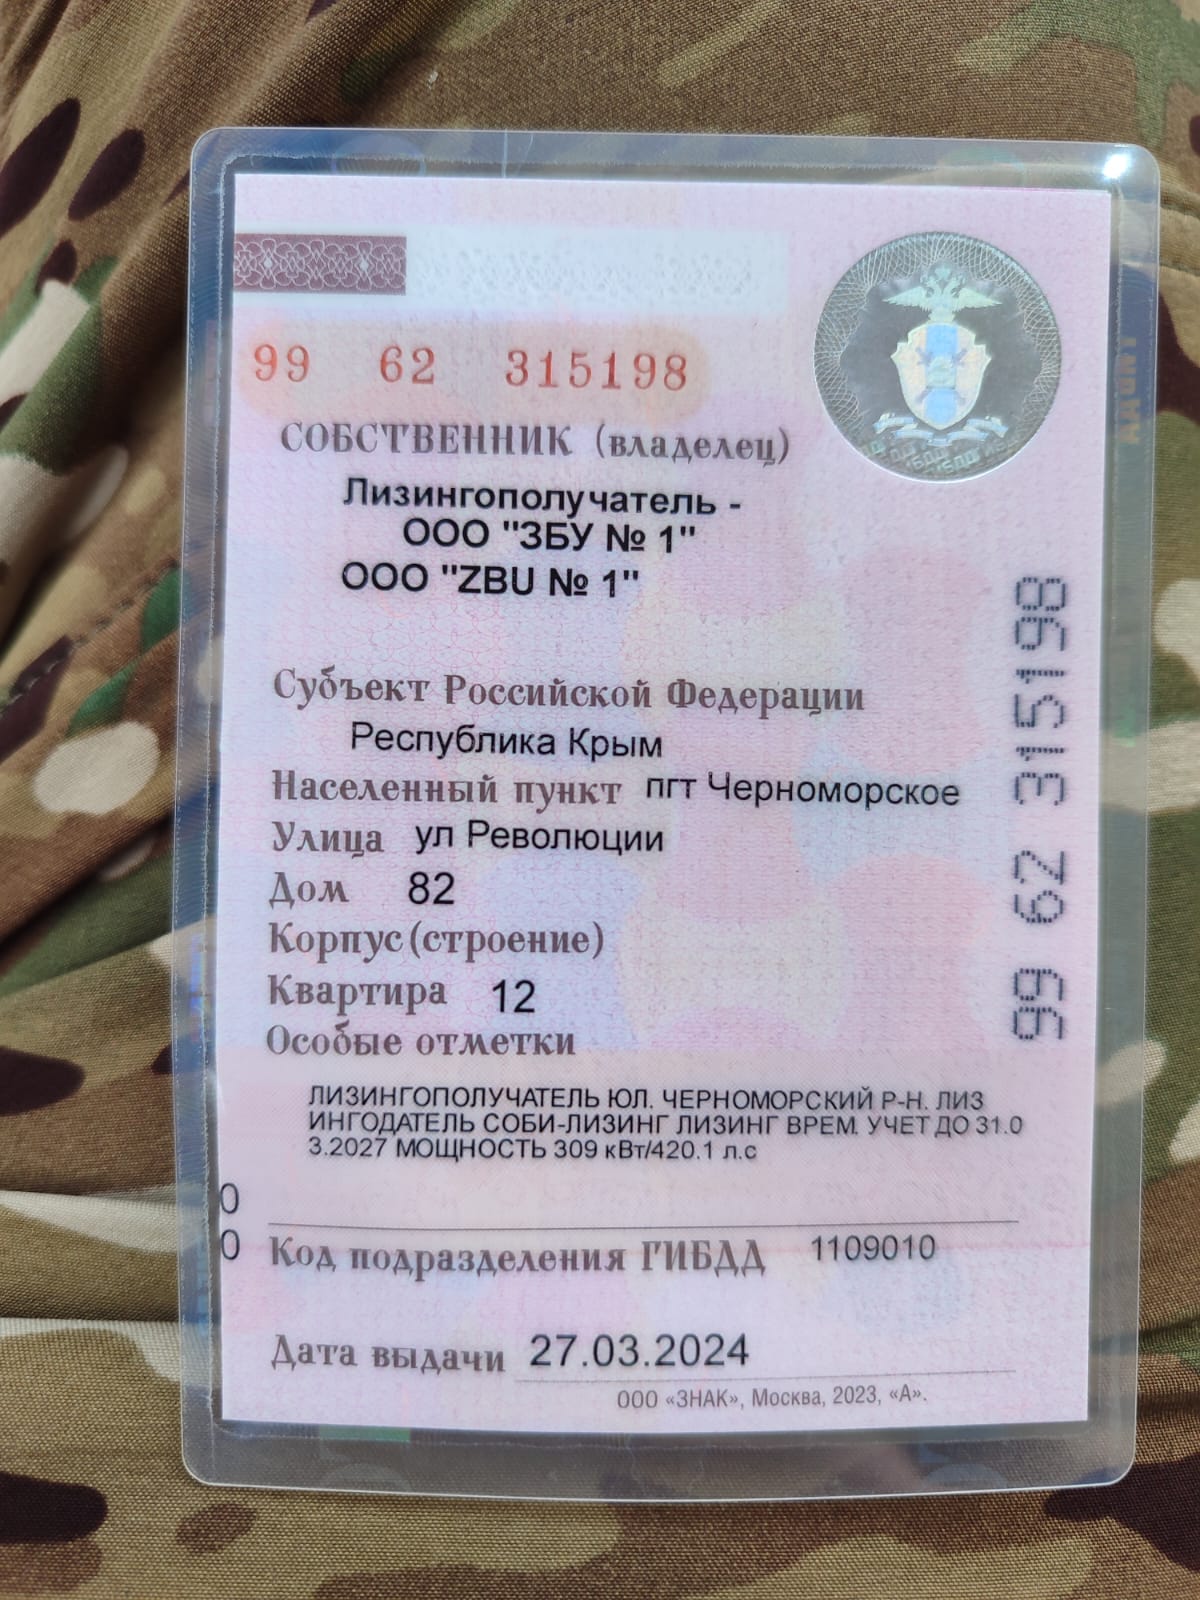 99 62 315198
СОБСТВЕННИК (владелец)
Лизингополучатель -
ООО "ЗБУ № 1"
ООО "ZBU № 1"
Субъект Российской Федерации
Республика Крым
Населенный пункт пгт Черноморское
Улица ул Революции
Дом 82
Корпус (строение)
Квартира 12
Особые отметки
ЛИЗИНГОПОЛУЧАТЕЛЬ ЮЛ. ЧЕРНОМОРСКИЙ Р-Н. ЛИЗ
ИНГОДАТЕЛЬ СОБИ-ЛИЗИНГ ЛИЗИНГ ВРЕМ. УЧЕТ ДО 31.0
3.2027 МОЩНОСТЬ 309 кВт/420.1 л.с
0
0 Код подразделения ГИБДД 1109010
Дата выдачи 27.03.2024
ООО «ЗНАК», Москва, 2023, «А».
99 62 315198